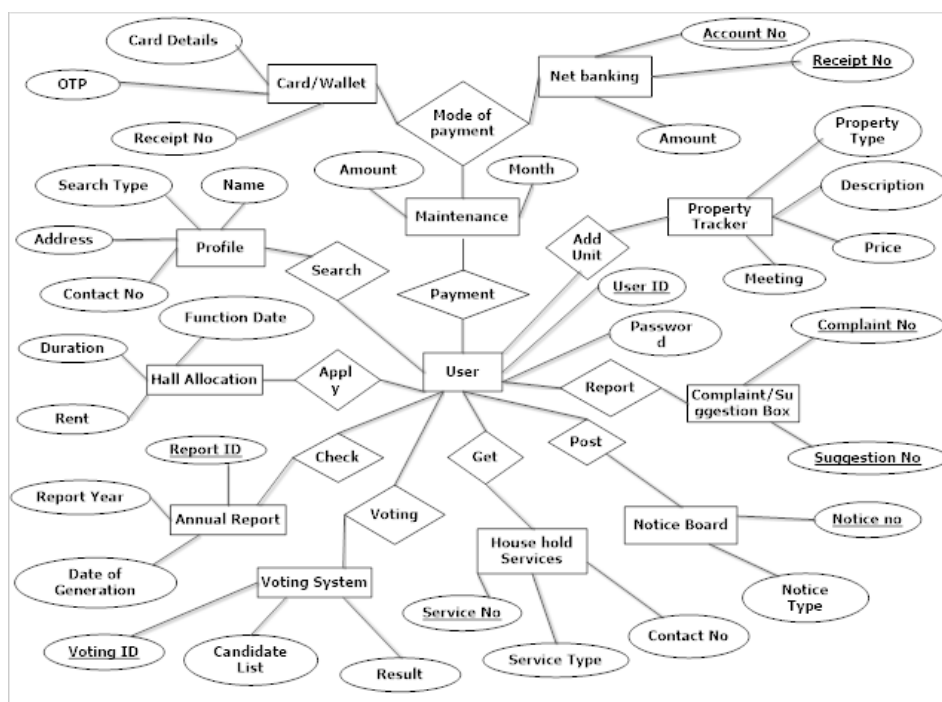 Card Details
Account No
Net banking
Receipt No
OTP
Card/Wallet
Mode of
payment
Receipt No
Amount
Property
Type
Search Type
Name
Amount
Month
Description
Maintenance
Property
Tracker
Address
Profile
Add
Unit
Price
Search
Meeting
Contact No
Payment
User ID
Function Date
Complaint No
Duration
Passwor
d
Hall Allocation
Appl
y
User
Report
Complaint/Su
ggestion Box
Rent
Report ID
Check
Get
Post
Suggestion No
Report Year
Annual Report
Voting
Notice Board
Notice no
House hold
Services
Date of
Generation
Voting System
Notice
Type
Service No
Contact No
Voting ID
Candidate
List
Result
Service Type